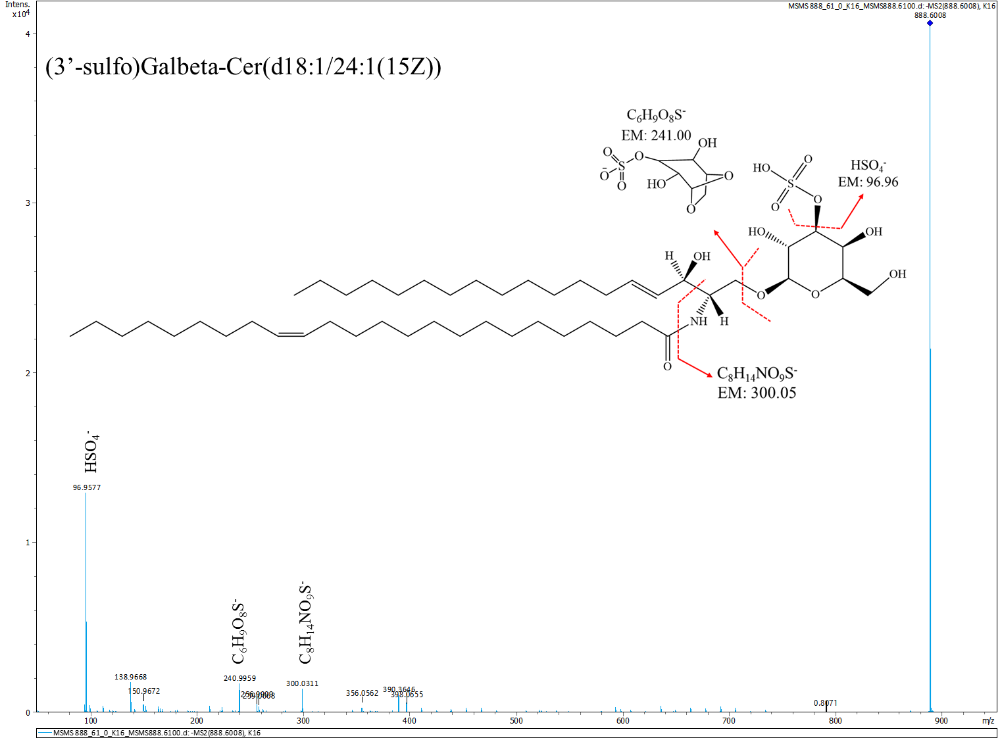 Intens.
x10⁴
MSMS 888_61_0_K16_MSMS888.6100.d: -MS2(888.6008), K16
888.6008
4
(3’-sulfo)Galbeta-Cer(d18:1/24:1(15Z))
C₆H₉O₈S⁻
EM: 241.00
OH
O
O
S
O⁻
O
HO
O
O
HO
O
S
O
O
HSO₄⁻
EM: 96.96
3
HO
OH
H
OH
OH
O
O
NH
H
O
C₈H₁₄NO₉S⁻
EM: 300.05
2
HSO₄⁻
96.9577
1
C₆H₉O₈S⁻
C₈H₁₄NO₉S⁻
138.9668
150.9672
240.9959
300.0311
356.0562
390.3646
398.0655
0.8071
0
100
200
300
400
500
600
700
800
900
m/z
MSMS 888_61_0_K16_MSMS888.6100.d: -MS2(888.6008), K16